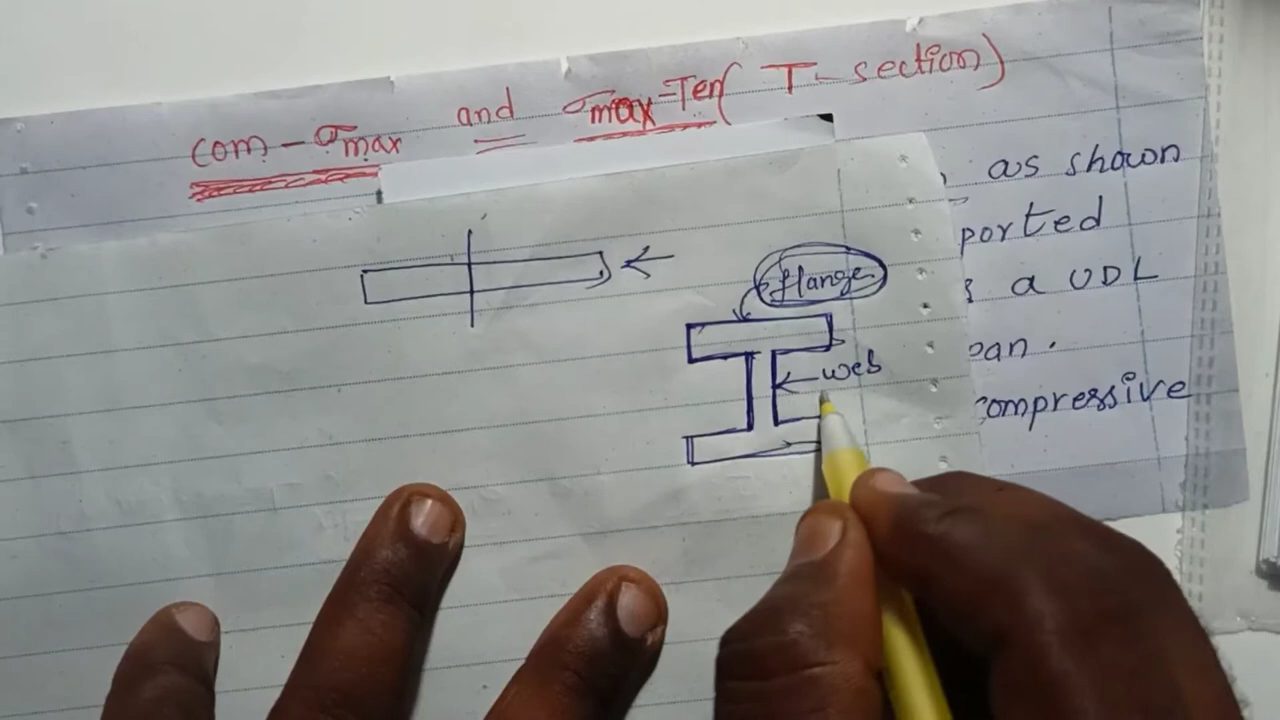 com - σmax and σmax-Ten( T-section)
, as shown
ported
a UDL
flange
pan.
web
compressive